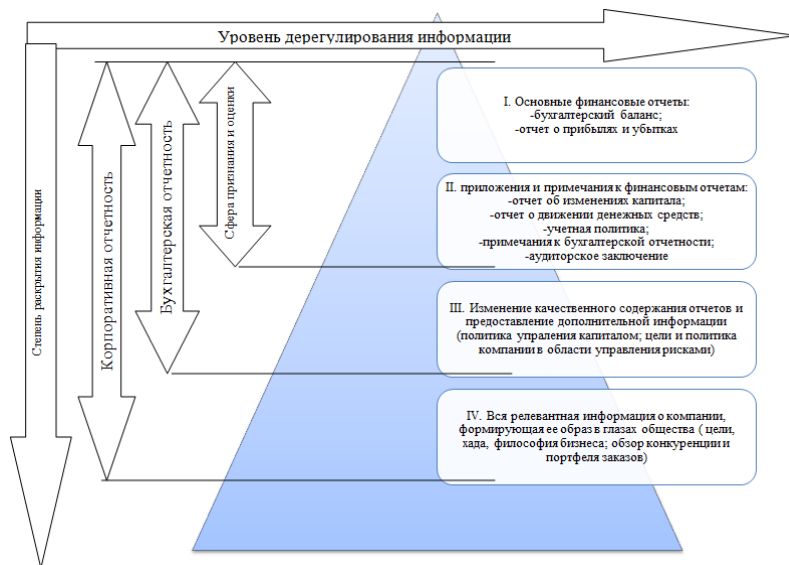 Уровень дерегулирования информации
Степень раскрытия информации
Корпоративная отчетность
Бухгалтерская отчетность
Сфера признания и оценки
I. Основные финансовые отчеты:
-бухгалтерский баланс;
-отчет о прибылях и убытках
II. приложения и примечания к финансовым отчетам:
-отчет об изменениях капитала;
-отчет о движении денежных средств;
-учетная политика;
-примечания к бухгалтерской отчетности;
-аудиторское заключение
III. Изменение качественного содержания отчетов и
предоставление дополнительной информации
(политика упраления капиталом; цели и политика
компании в области управления рисками)
IV. Вся релевантная информация о компании,
формирующая ее образ в глазах общества ( цели,
хада, философия бизнеса; обзор конкуренции и
портфеля заказов)